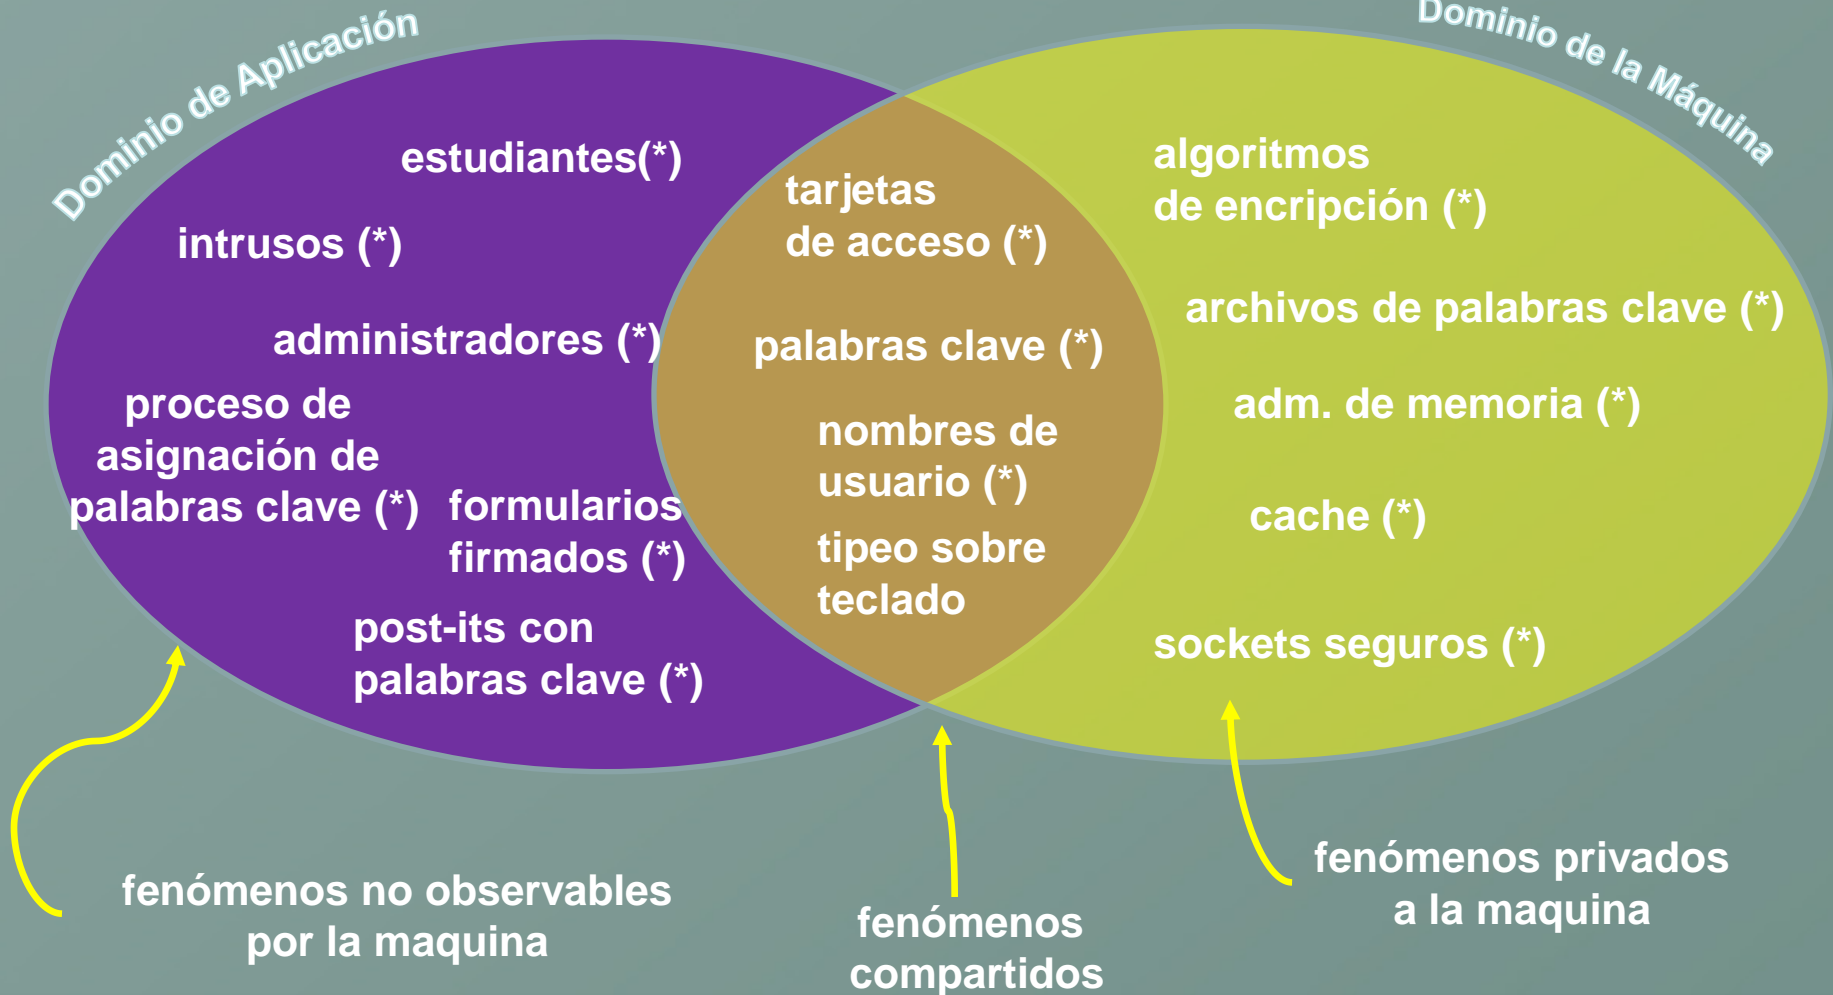 Dominio de Aplicación
Dominio de la Máquina
estudiantes(*)
intrusos (*)
administradores (*)
proceso de
asignación de
palabras clave (*)
formularios
firmados (*)
post-its con
palabras clave (*)
tarjetas
de acceso (*)
palabras clave (*)
nombres de
usuario (*)
tipeo sobre
teclado
algoritmos
de encripción (*)
archivos de palabras clave (*)
adm. de memoria (*)
cache (*)
sockets seguros (*)
fenómenos no observables
por la maquina
fenómenos
compartidos
fenómenos privados
a la maquina